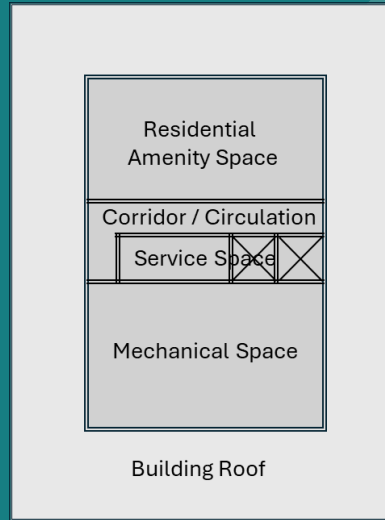 Residential
Amenity Space
Corridor / Circulation
Service Space
Mechanical Space
Building Roof